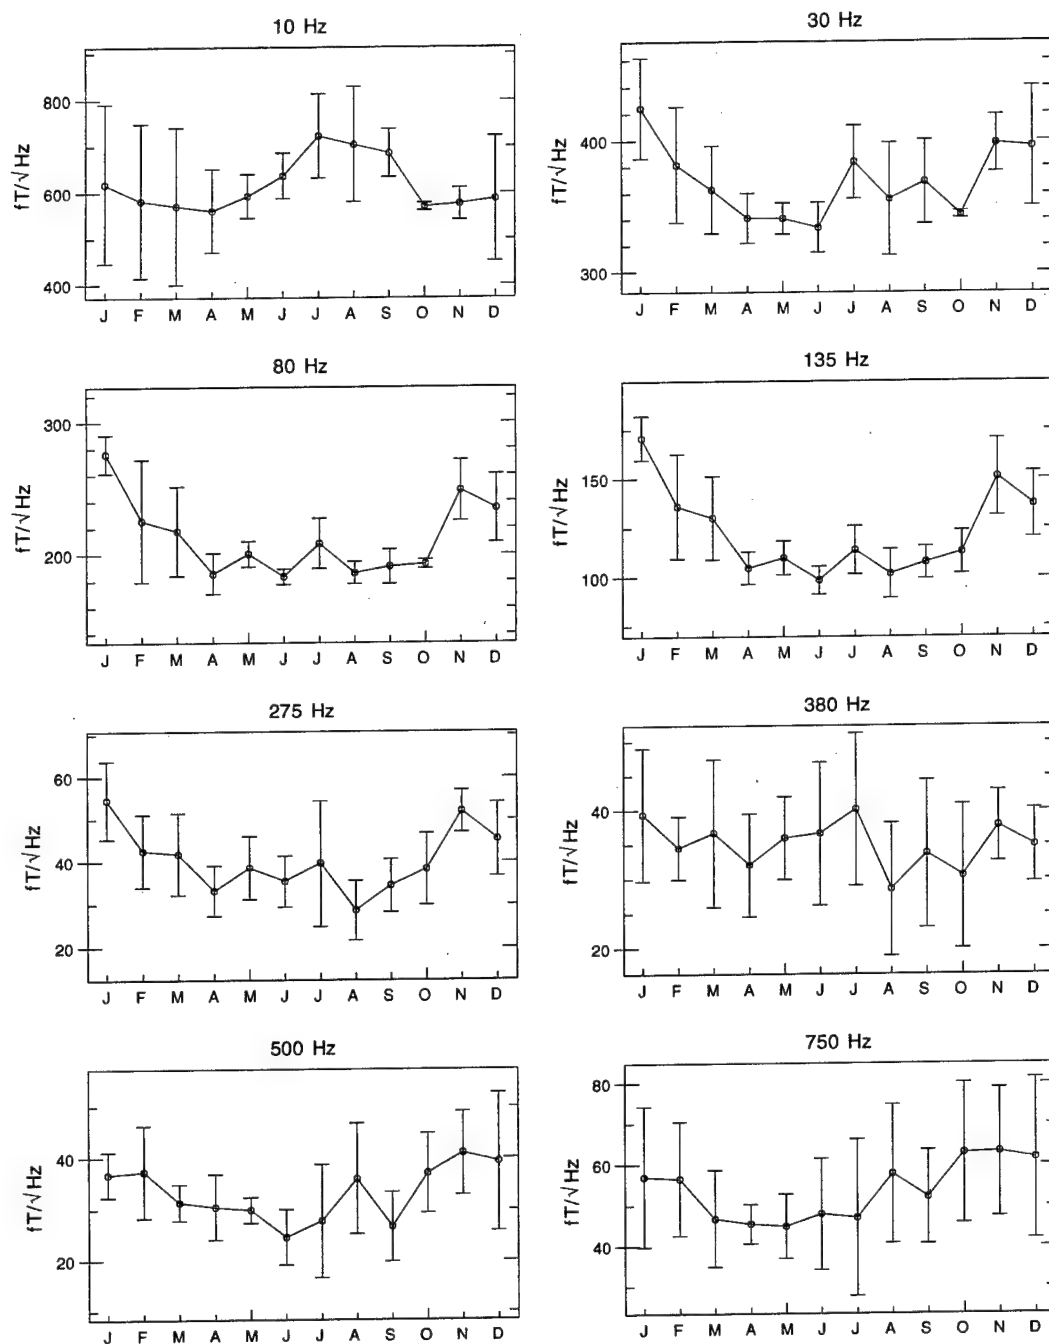 10 Hz
fT/√Hz
800
600
400
J F M A M J J A S O N D
30 Hz
fT/√Hz
400
300
J F M A M J J A S O N D
80 Hz
fT/√Hz
300
200
J F M A M J J A S O N D
135 Hz
fT/√Hz
150
100
J F M A M J J A S O N D
275 Hz
fT/√Hz
60
40
20
J F M A M J J A S O N D
380 Hz
fT/√Hz
40
20
J F M A M J J A S O N D
500 Hz
fT/√Hz
40
20
J F M A M J J A S O N D
750 Hz
fT/√Hz
80
60
40
J F M A M J J A S O N D